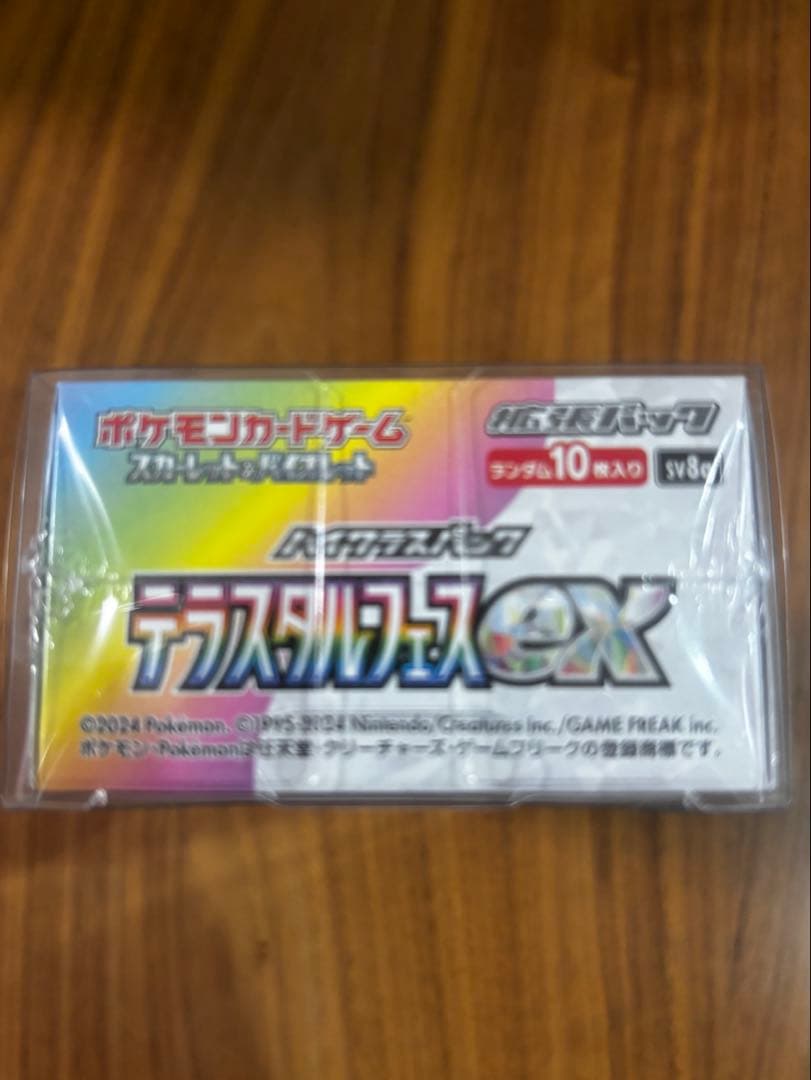 ポケモンカードゲーム
スカーレット&バイオレット
拡張パック
ランダム10枚入り
SV8a
ハイクラスパック
テラスタル・フェスex
©2024 Pokémon. ©1995-2024 Nintendo/Creatures Inc./GAME FREAK inc.
ポケモン・Pokémonは任天堂・クリーチャーズ・ゲームフリークの登録商標です。